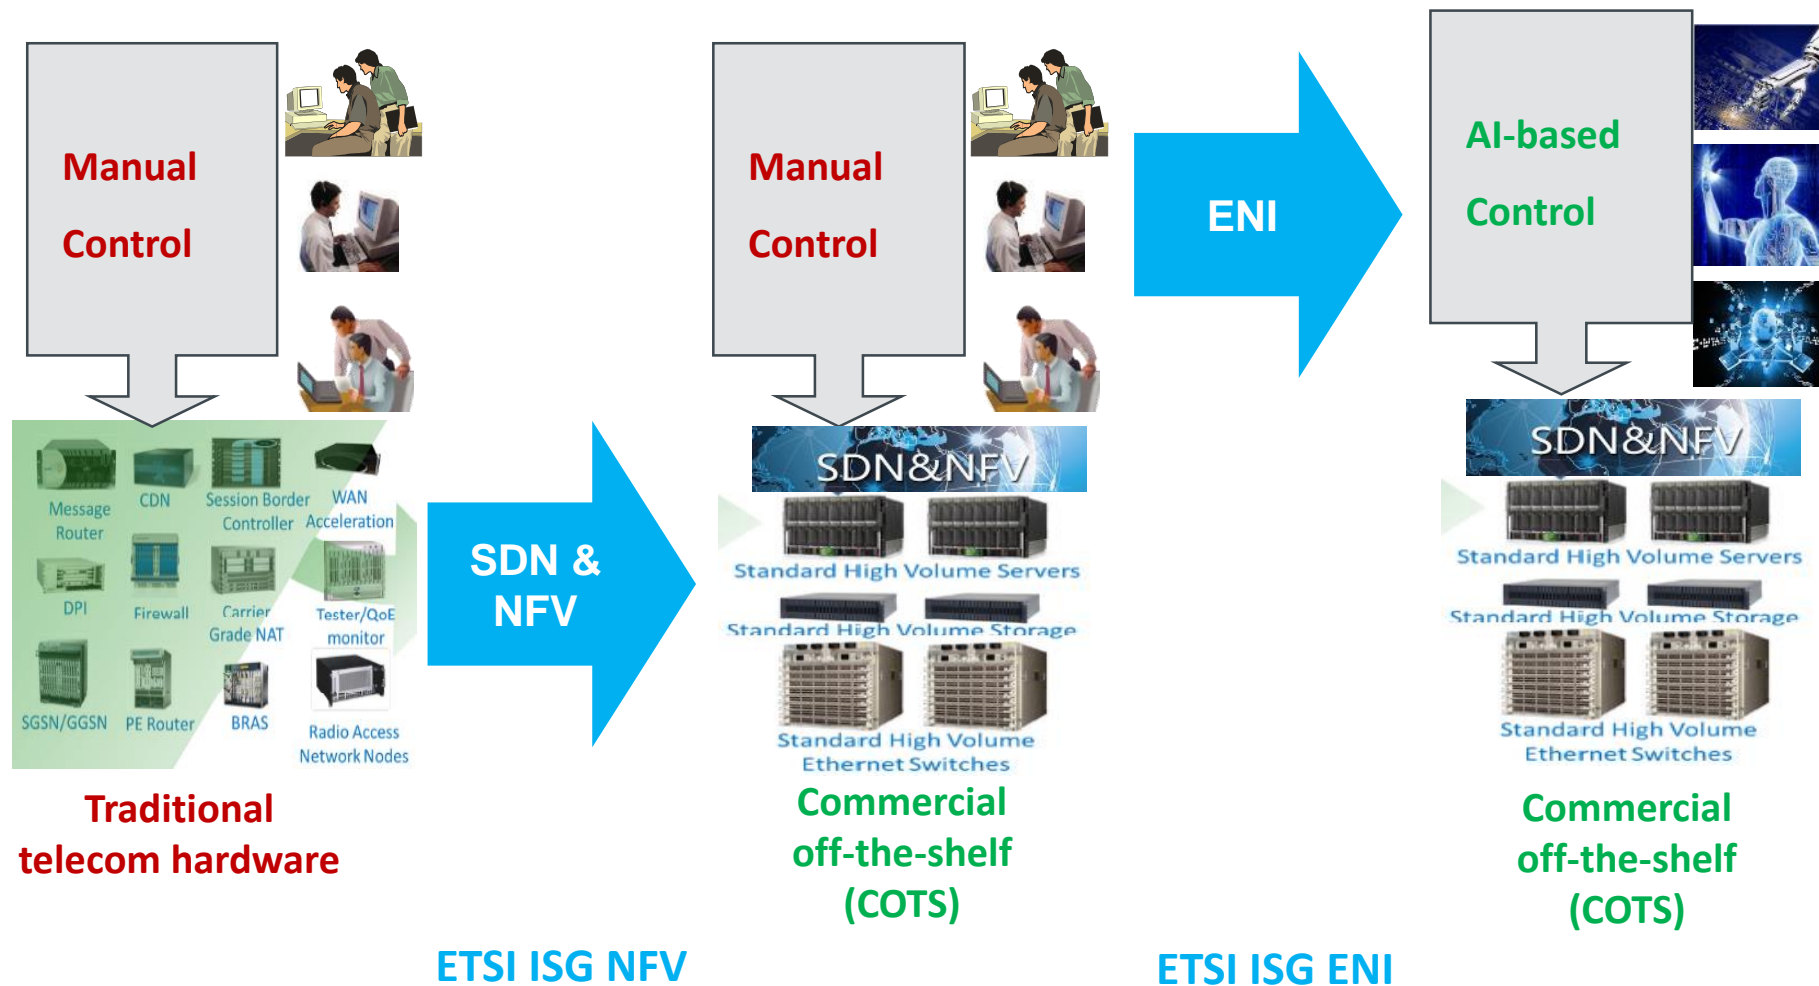 Manual
Control
Message
Router
CDN
Session Border
Controller
WAN
Acceleration
DPI
Firewall
Carrier
Grade NAT
Tester/QoE
monitor
SGSN/GGSN
PE Router
BRAS
Radio Access
Network Nodes
Traditional
telecom hardware
SDN &
NFV
ETSI ISG NFV
Manual
Control
SDN&NFV
Standard High Volume Servers
Standard High Volume Storage
Standard High Volume
Ethernet Switches
Commercial
off-the-shelf
(COTS)
ENI
ETSI ISG ENI
AI-based
Control
SDN&NFV
Standard High Volume Servers
Standard High Volume Storage
Standard High Volume
Ethernet Switches
Commercial
off-the-shelf
(COTS)